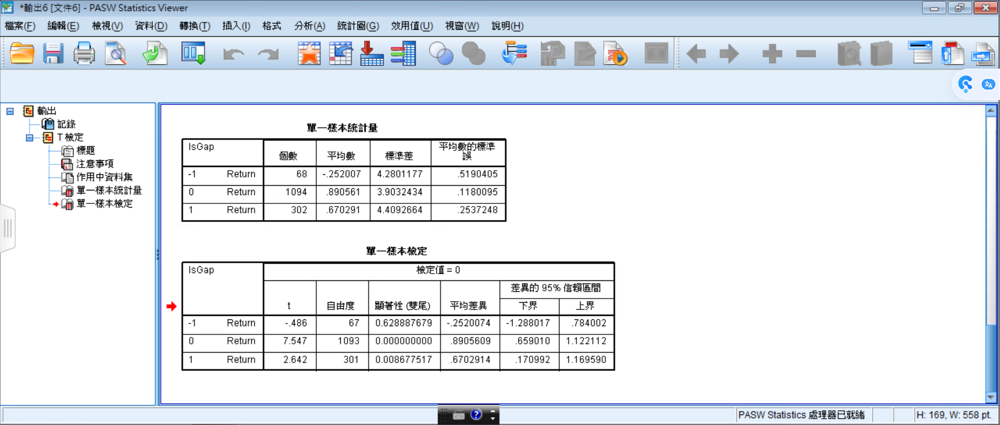 *輸出6 [文件6] - PASW Statistics Viewer
檔案(F) 編輯(E) 檢視(V) 資料(D) 轉換(T) 插入(I) 格式 分析(A) 統計圖(G) 效用值(U) 視窗(W) 說明(H)
輸出
記錄
T 檢定
標題
注意事項
作用中資料集
單一樣本統計量
單一樣本檢定
單一樣本統計量
IsGap 個數 平均數 標準差 平均數的標準誤
-1 Return 68 -.252007 4.2801177 .5190405
0 Return 1094 .890561 3.9032434 .1180095
1 Return 302 .670291 4.4092664 .2537248
單一樣本檢定
IsGap 檢定值 = 0
差異的 95% 信賴區間
t 自由度 顯著性 (雙尾) 平均差異 下界 上界
-1 Return -.486 67 0.628887679 -.2520074 -1.288017 .784002
0 Return 7.547 1093 0.000000000 .8905609 .659010 1.122112
1 Return 2.642 301 0.008677517 .6702914 .170992 1.169590
PASW Statistics 處理器已就緒 H: 169, W: 558 pt.